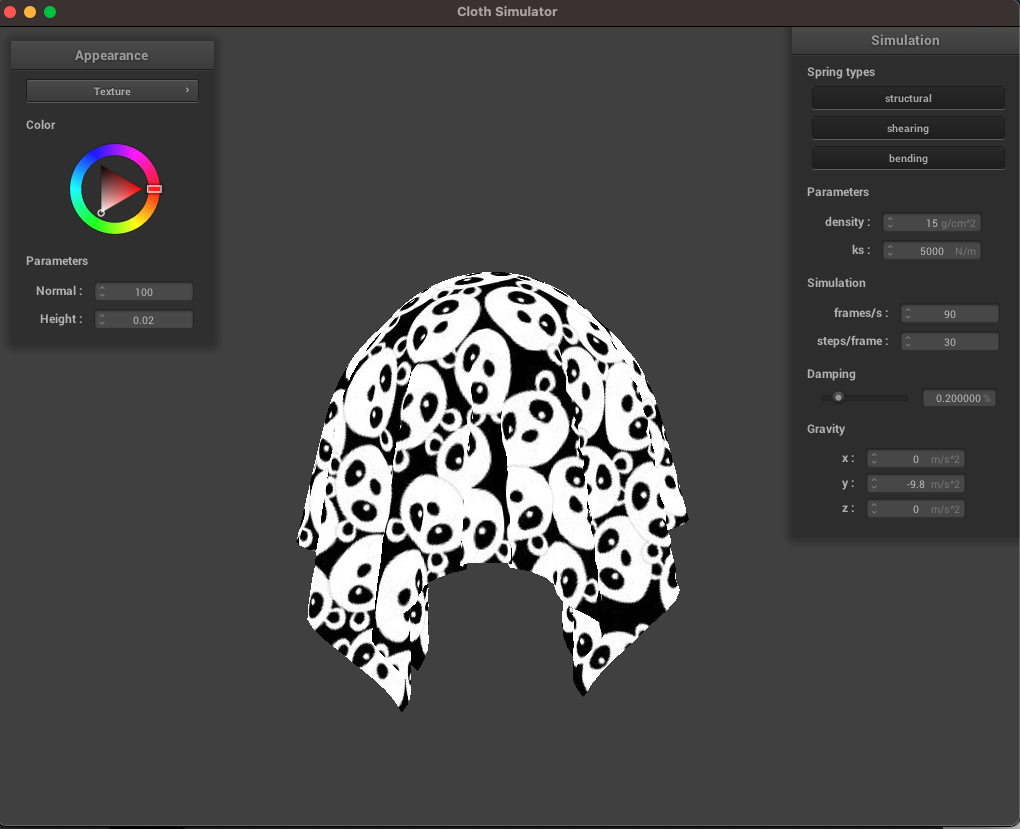 Cloth Simulator
Appearance
Texture
Color
Parameters
Normal : 100
Height : 0.02
Simulation
Spring types
structural
shearing
bending
Parameters
density : 15 g/cm^2
ks : 5000 N/m
Simulation
frames/s : 90
steps/frame : 30
Damping
0.200000 %
Gravity
x : 0 m/s^2
y : -9.8 m/s^2
z : 0 m/s^2